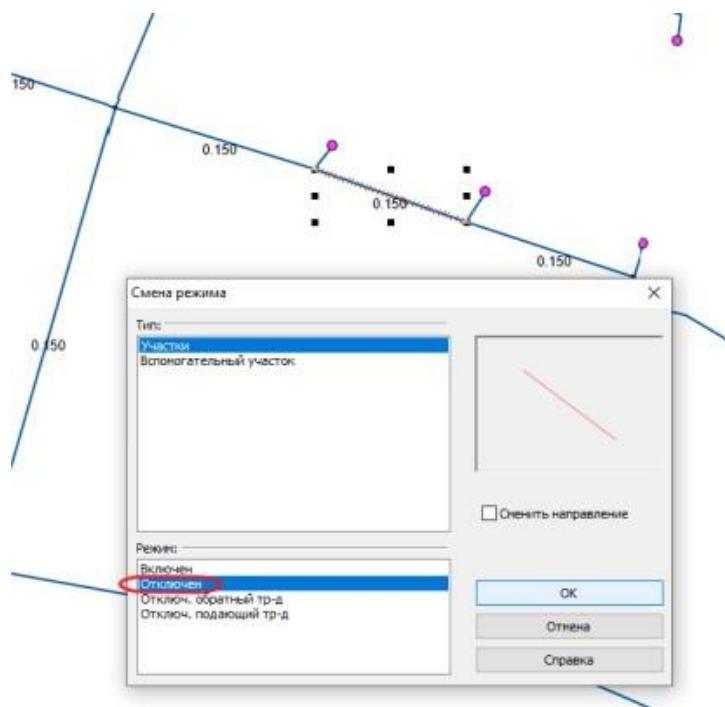 150
0.150
0.150
0.150
0.150
Смена режима
Тип:
Участки
Вспомогательный участок
Сменить направление
Режим:
Включен
Отключен
Отключ. обратный тр-д
Отключ. подающий тр-д
ОК
Отмена
Справка